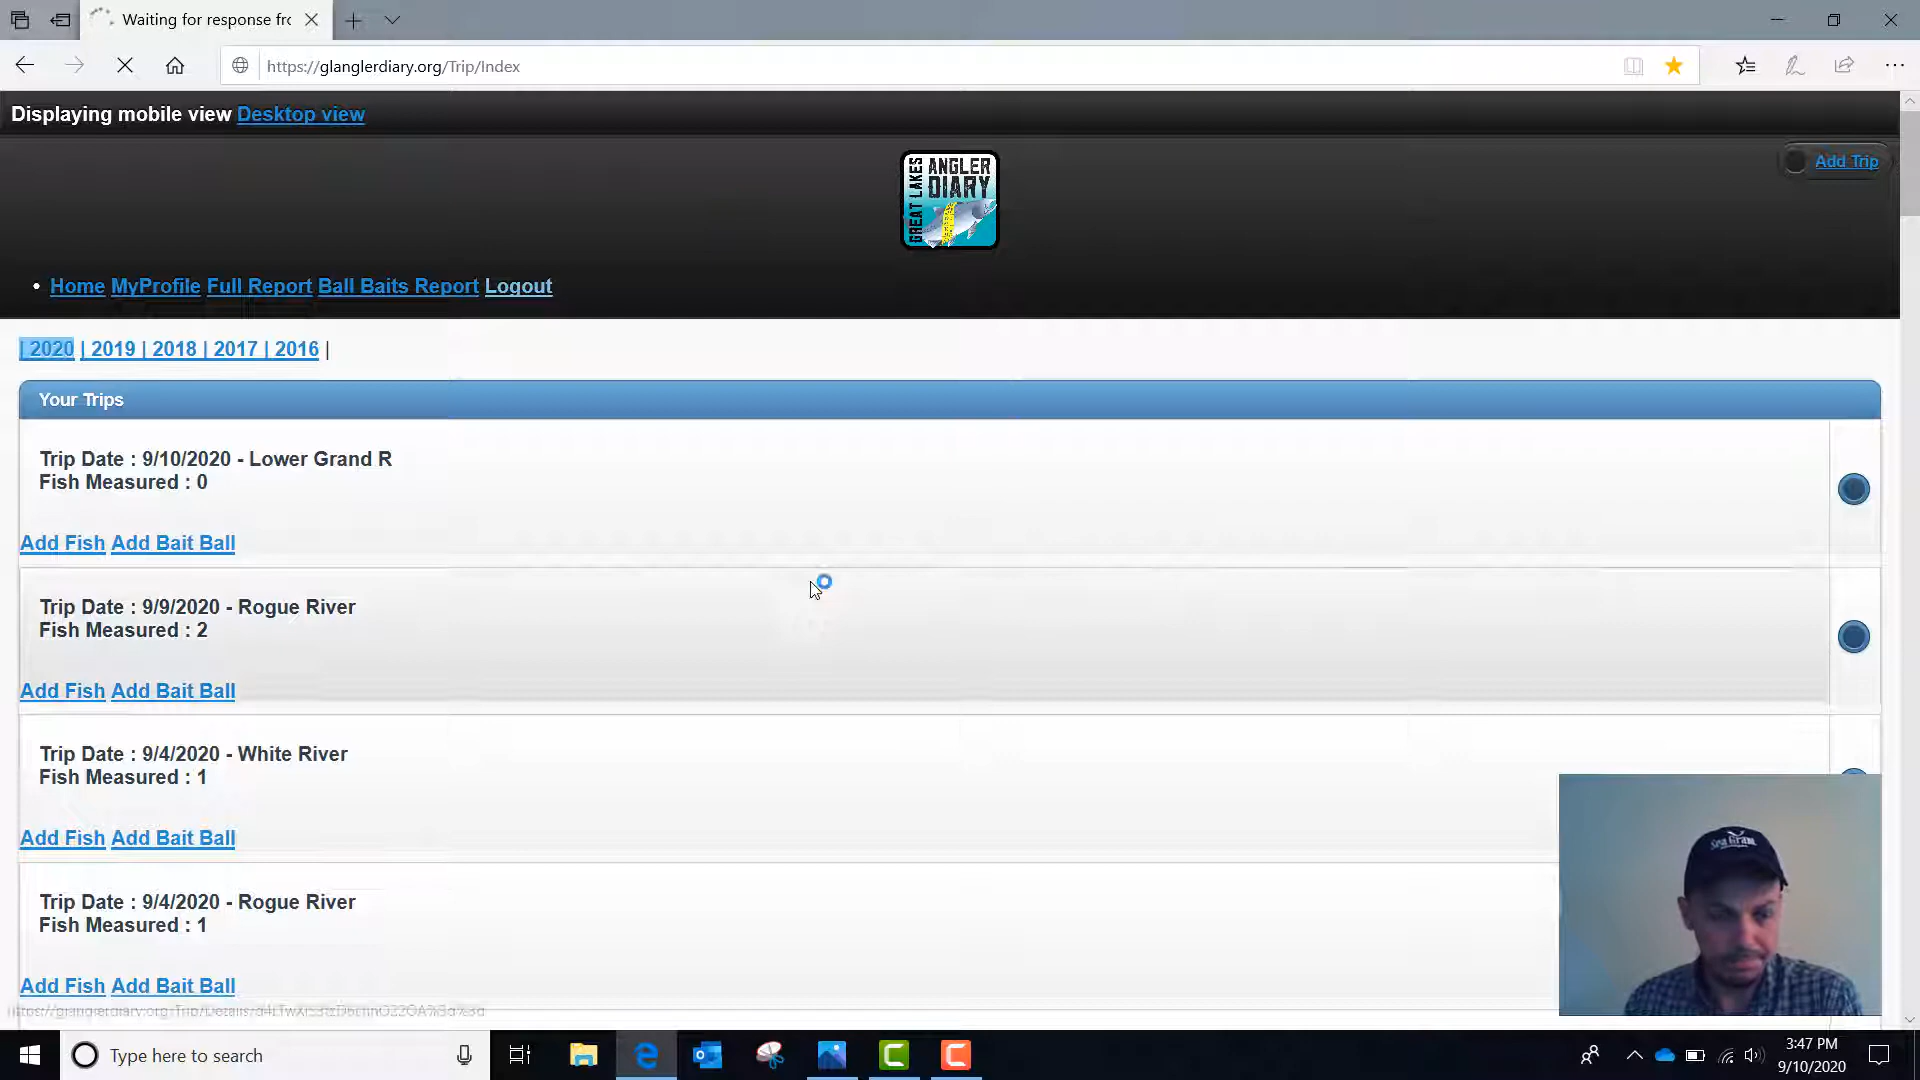 Waiting for response frc
https://glanglerdiary.org/Trip/Index
Displaying mobile view Desktop view
GREAT LAKES
ANGLER
DIARY
Add Trip
• Home MyProfile Full Report Ball Baits Report Logout
| 2020 | 2019 | 2018 | 2017 | 2016 |
Your Trips
Trip Date : 9/10/2020 - Lower Grand R
Fish Measured : 0
Add Fish Add Bait Ball
Trip Date : 9/9/2020 - Rogue River
Fish Measured : 2
Add Fish Add Bait Ball
Trip Date : 9/4/2020 - White River
Fish Measured : 1
Add Fish Add Bait Ball
Trip Date : 9/4/2020 - Rogue River
Fish Measured : 1
Add Fish Add Bait Ball
Sea Grant
Type here to search
3:47 PM
9/10/2020